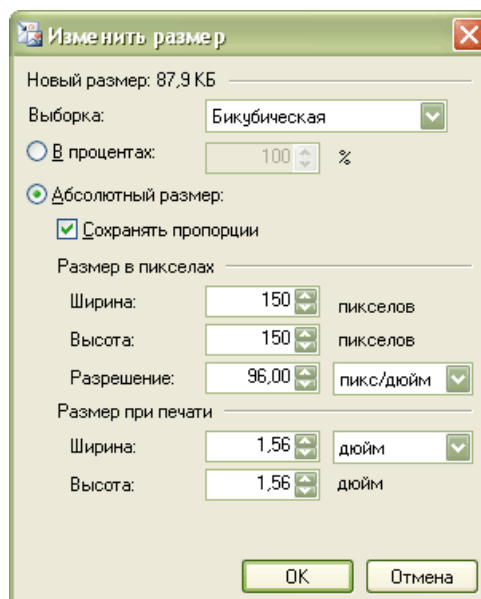 Изменить размер
Новый размер: 87,9 КБ
Выборка: Бикубическая
В процентах: 100 %
Абсолютный размер:
Сохранять пропорции
Размер в пикселах
Ширина: 150 пикселов
Высота: 150 пикселов
Разрешение: 96,00 пикс/дюйм
Размер при печати
Ширина: 1,56 дюйм
Высота: 1,56 дюйм
OK Отмена